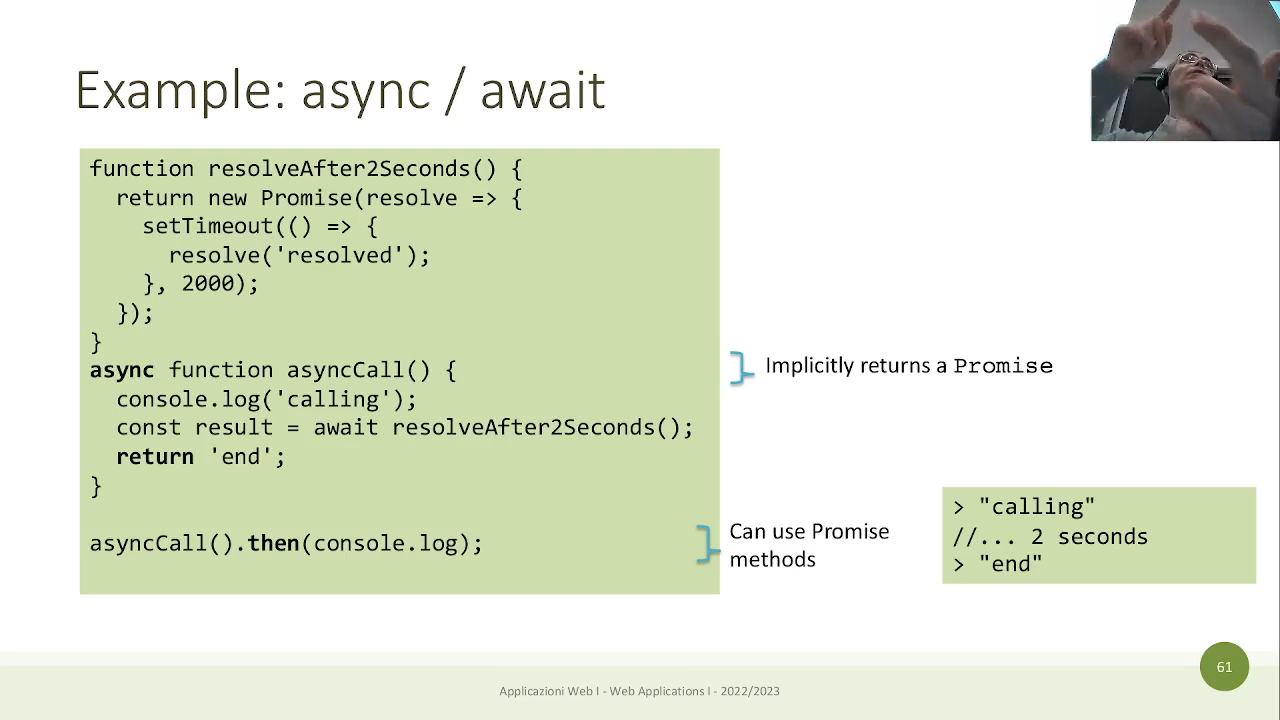 Example: async / await
function resolveAfter2Seconds() {
  return new Promise(resolve => {
    setTimeout(() => {
      resolve('resolved');
    }, 2000);
  });
}
async function asyncCall() {
  console.log('calling');
  const result = await resolveAfter2Seconds();
  return 'end';
}
asyncCall().then(console.log);
Implicitly returns a Promise
Can use Promise
methods
> "calling"
//... 2 seconds
> "end"
Applicazioni Web I - Web Applications I - 2022/2023
61